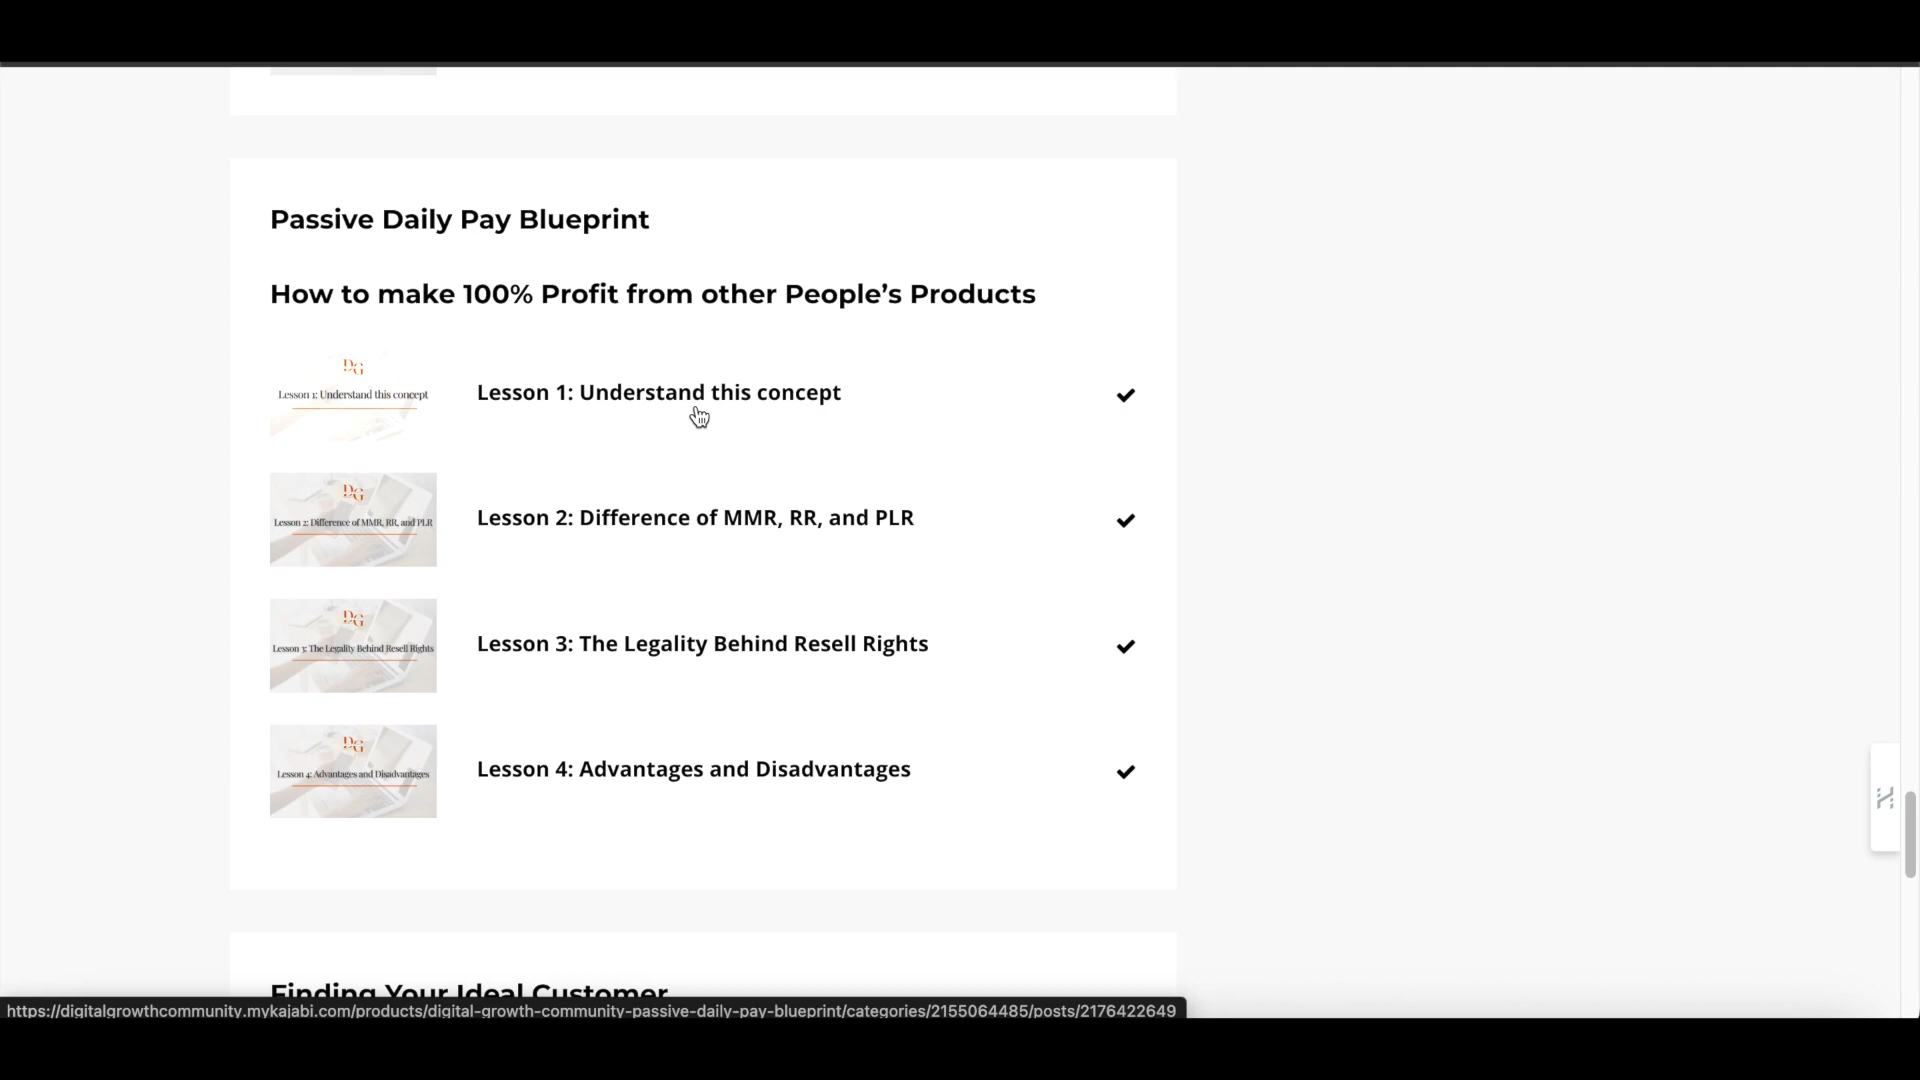 Passive Daily Pay Blueprint
How to make 100% Profit from other People's Products
DG
Lesson 1: Understand this concept
Lesson 1: Understand this concept
DG
Lesson 2: Difference of MMR, RR, and PLR
Lesson 2: Difference of MMR, RR, and PLR
DG
Lesson 3: The Legality Behind Resell Rights
Lesson 3: The Legality Behind Resell Rights
DG
Lesson 4: Advantages and Disadvantages
Lesson 4: Advantages and Disadvantages
Finding Your Ideal Customer
https://digitalgrowthcommunity.mykajabi.com/products/digital-growth-community-passive-daily-pay-blueprint/categories/2155064485/posts/2176422649